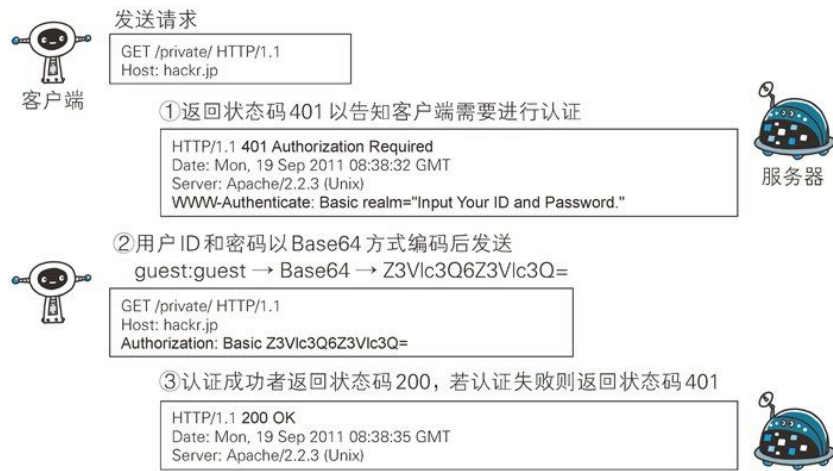 发送请求
GET /private/ HTTP/1.1
Host: hackr.jp
客户端
①返回状态码401以告知客户端需要进行认证
HTTP/1.1 401 Authorization Required
Date: Mon, 19 Sep 2011 08:38:32 GMT
Server: Apache/2.2.3 (Unix)
WWW-Authenticate: Basic realm="Input Your ID and Password."
服务器
②用户ID和密码以Base64方式编码后发送
guest:guest → Base64 → Z3Vlc3Q6Z3Vlc3Q=
GET /private/ HTTP/1.1
Host: hackr.jp
Authorization: Basic Z3Vlc3Q6Z3Vlc3Q=
③认证成功者返回状态码200，若认证失败则返回状态码401
HTTP/1.1 200 OK
Date: Mon, 19 Sep 2011 08:38:35 GMT
Server: Apache/2.2.3 (Unix)